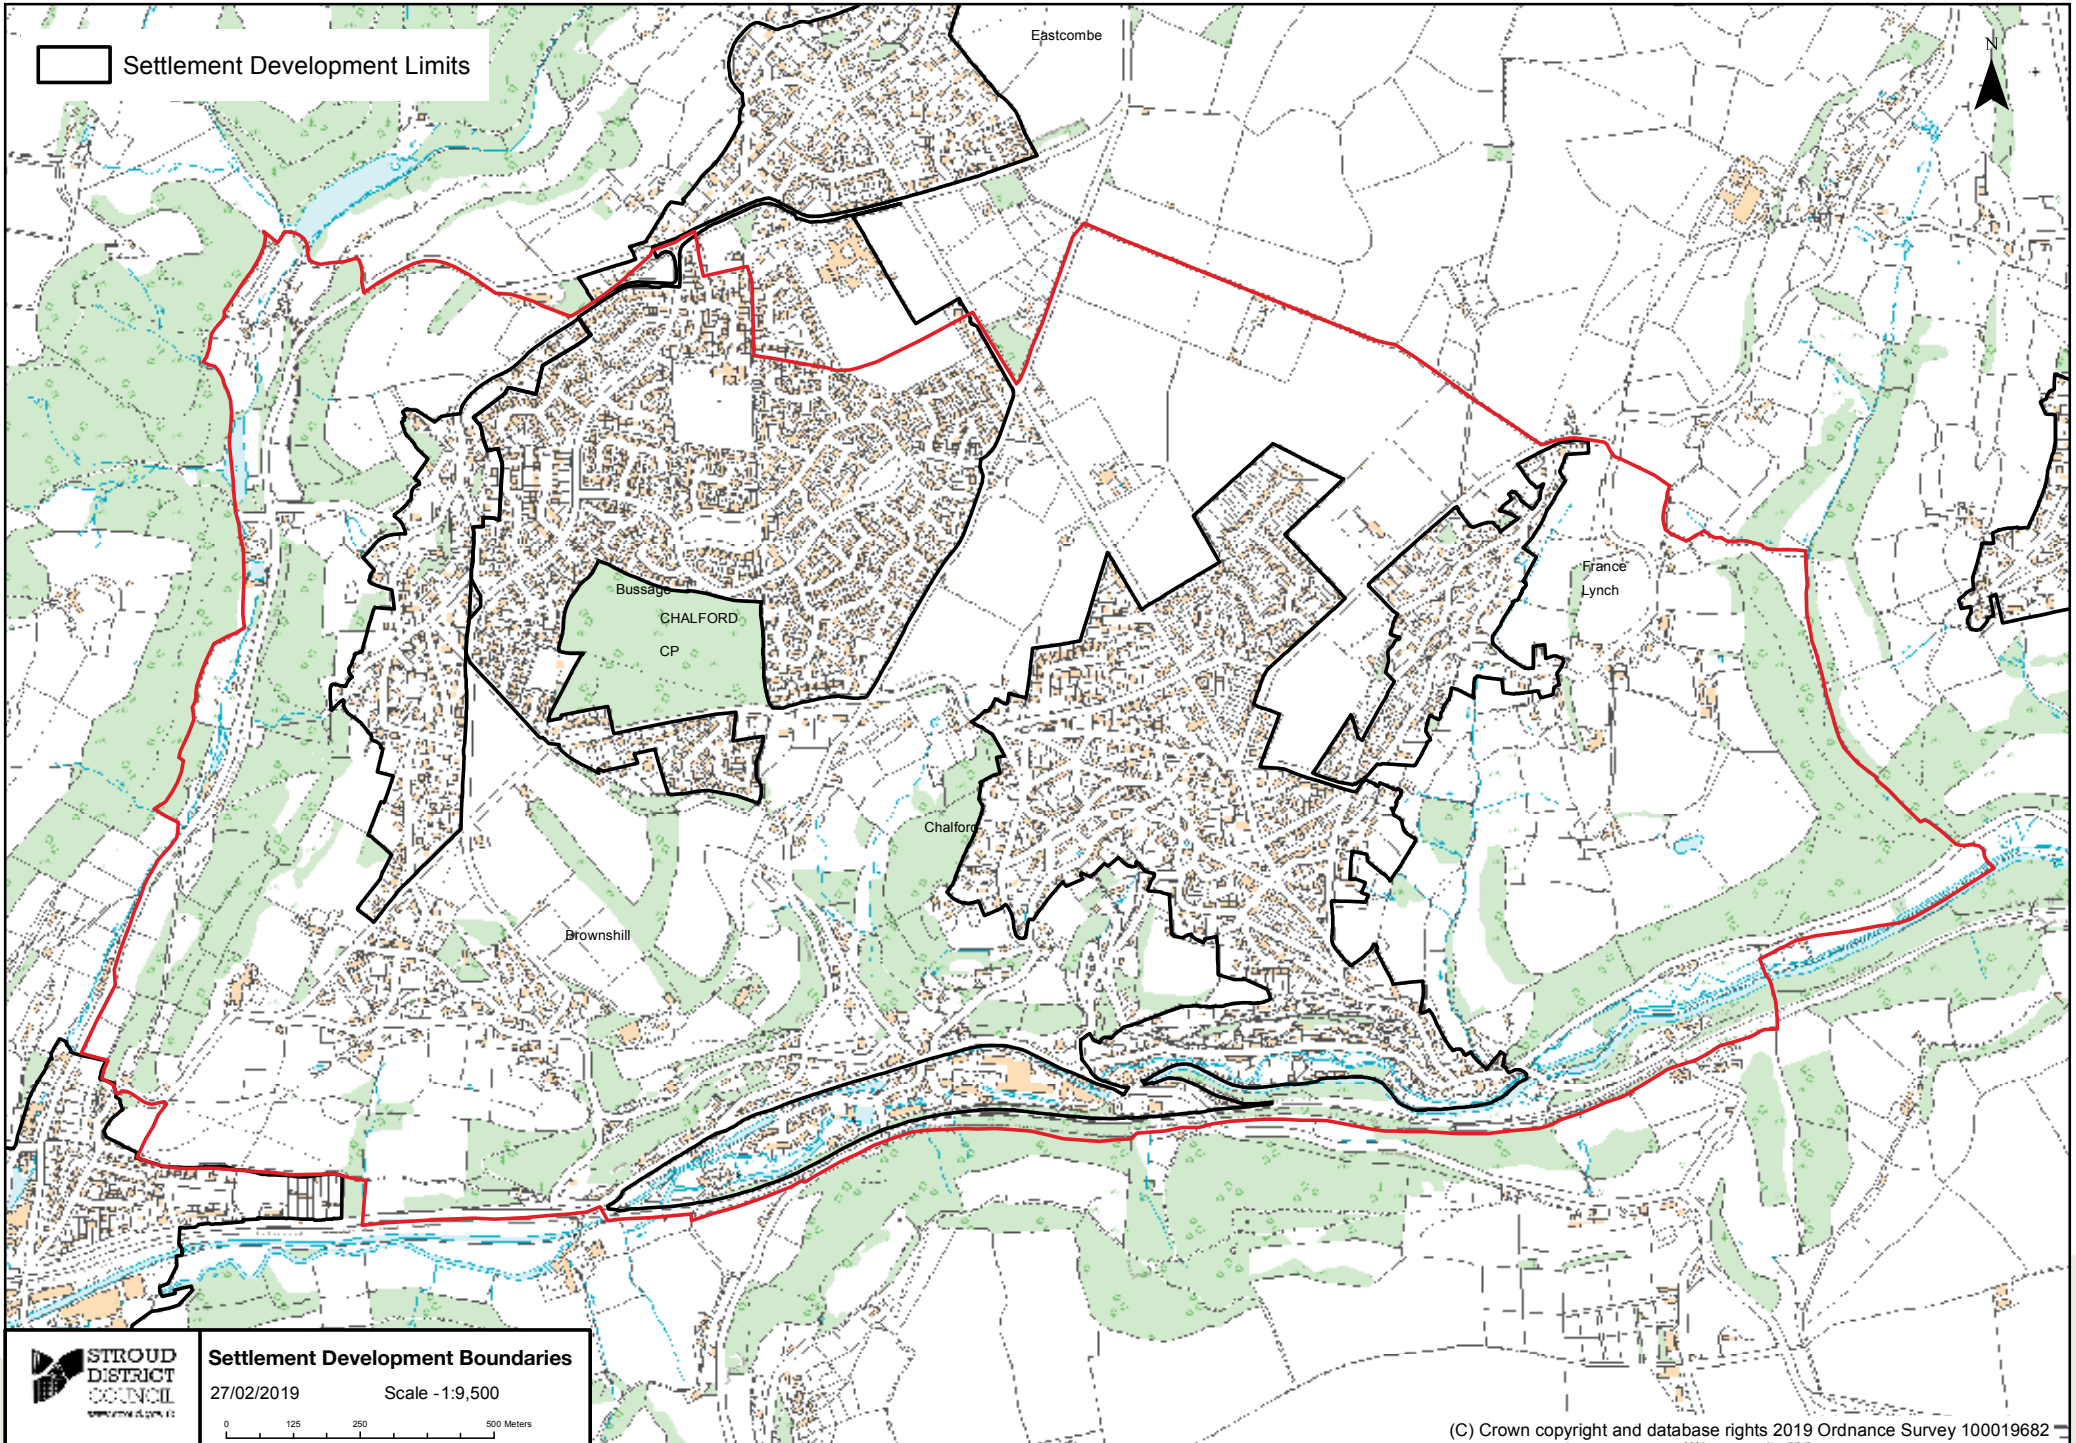 Settlement Development Limits
Eastcombe
N
Bussage
CHALFORD
CP
France
Lynch
Chalford
Brownshill
STROUD
DISTRICT
COUNCIL
Settlement Development Boundaries
27/02/2019 Scale -1:9,500
0 125 250 500 Meters
(C) Crown copyright and database rights 2019 Ordnance Survey 100019682